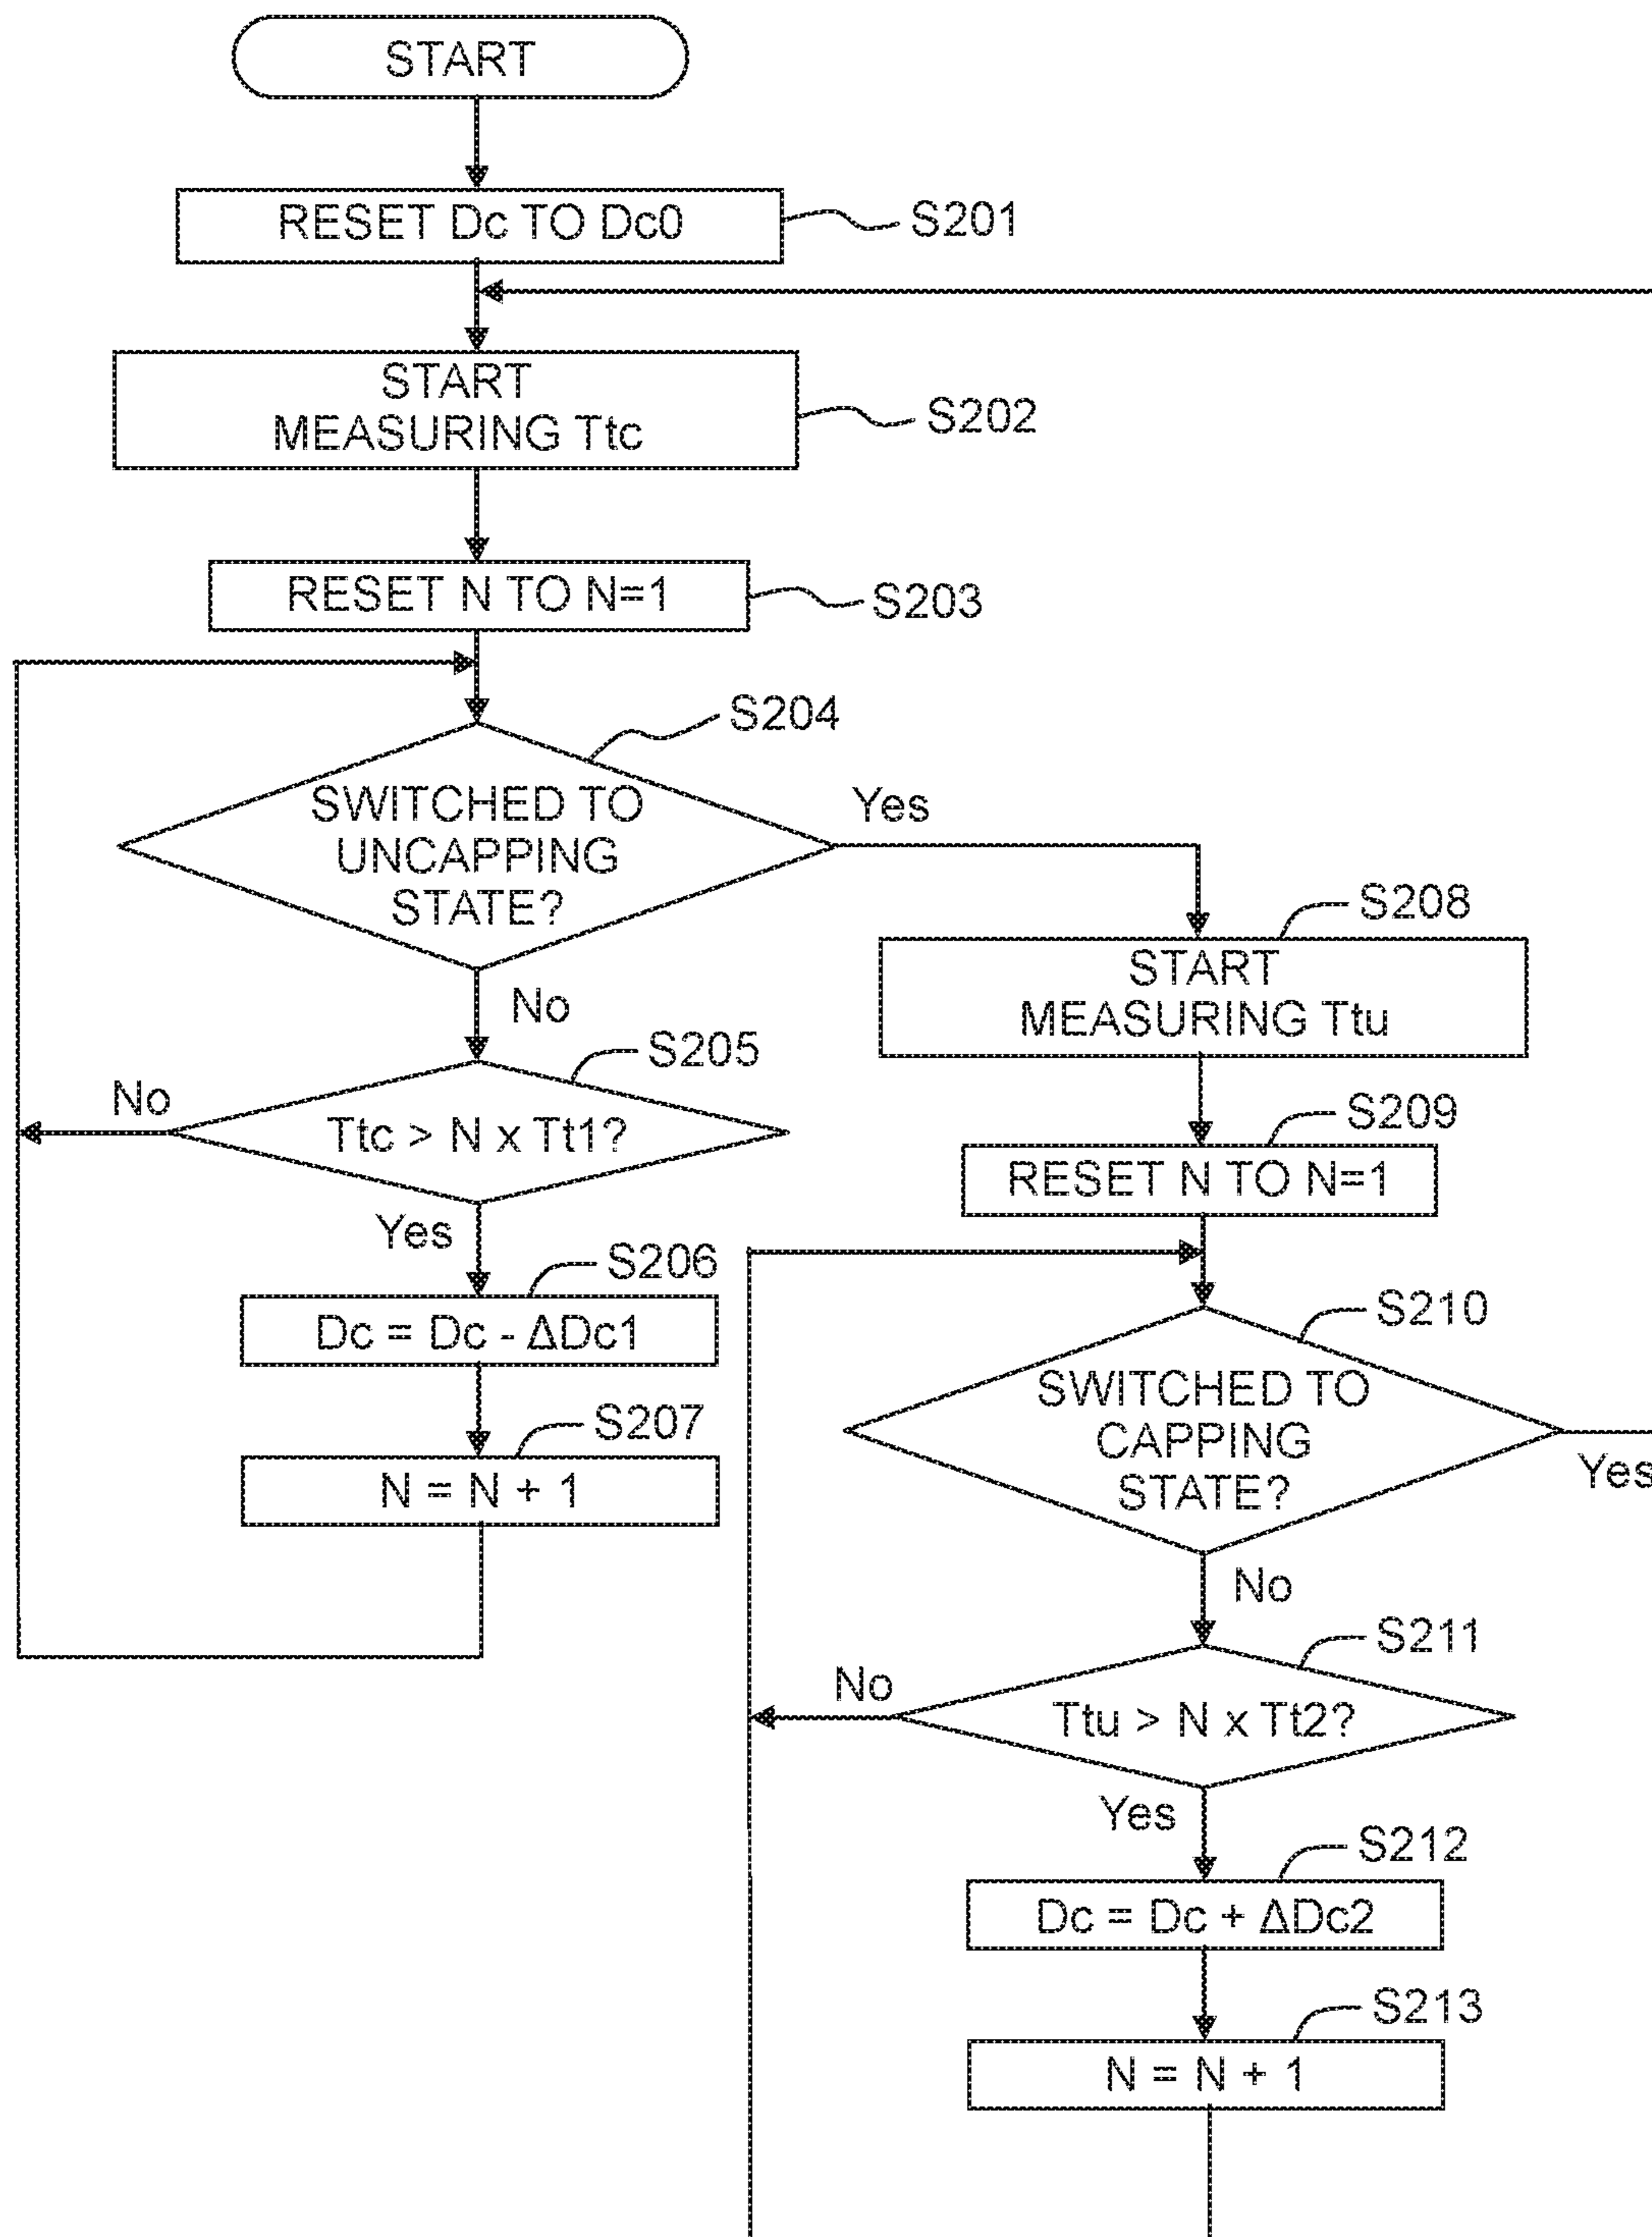 START
RESET Dc TO Dc0
S201
START
MEASURING Ttc
S202
RESET N TO N=1
S203
S204
SWITCHED TO
UNCAPPING
STATE?
Yes
No
S205
Ttc > N x Tt1?
No
Yes
S206
Dc = Dc - ΔDc1
S207
N = N + 1
S208
START
MEASURING Ttu
S209
RESET N TO N=1
S210
SWITCHED TO
CAPPING
STATE?
Yes
No
S211
Ttu > N x Tt2?
No
Yes
S212
Dc = Dc + ΔDc2
S213
N = N + 1